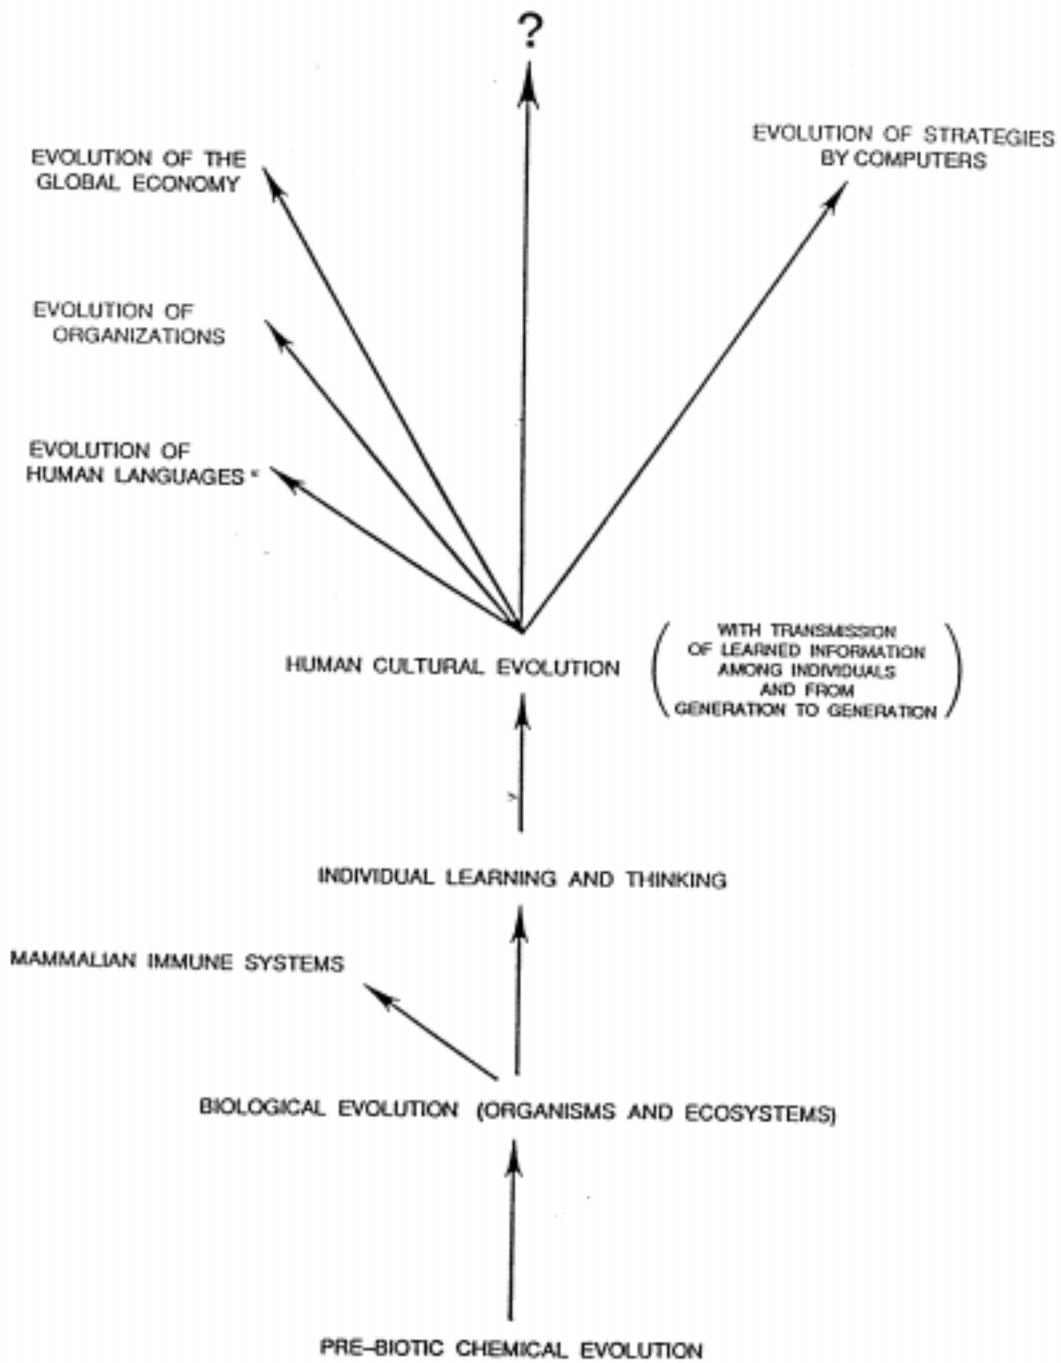 ?
EVOLUTION OF STRATEGIES
BY COMPUTERS
EVOLUTION OF THE
GLOBAL ECONOMY
EVOLUTION OF
ORGANIZATIONS
EVOLUTION OF
HUMAN LANGUAGES
HUMAN CULTURAL EVOLUTION
WITH TRANSMISSION
OF LEARNED INFORMATION
AMONG INDIVIDUALS
AND FROM
GENERATION TO GENERATION
INDIVIDUAL LEARNING AND THINKING
MAMMALIAN IMMUNE SYSTEMS
BIOLOGICAL EVOLUTION (ORGANISMS AND ECOSYSTEMS)
PRE-BIOTIC CHEMICAL EVOLUTION